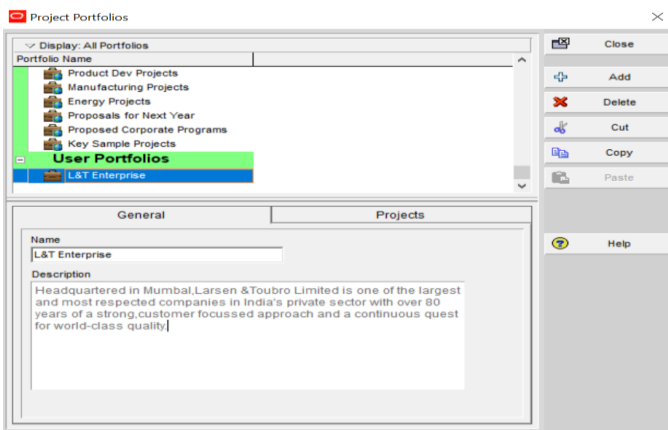 Project Portfolios
Display: All Portfolios
Portfolio Name
Product Dev Projects
Manufacturing Projects
Energy Projects
Proposals for Next Year
Proposed Corporate Programs
Key Sample Projects
User Portfolios
L&T Enterprise
Close
Add
Delete
Cut
Copy
Paste
Help
General
Projects
Name
L&T Enterprise
Description
Headquartered in Mumbal,Larsen &Toubro Limited is one of the largest
and most respected companies in India's private sector with over 80
years of a strong,customer focussed approach and a continuous quest
for world-class quality.